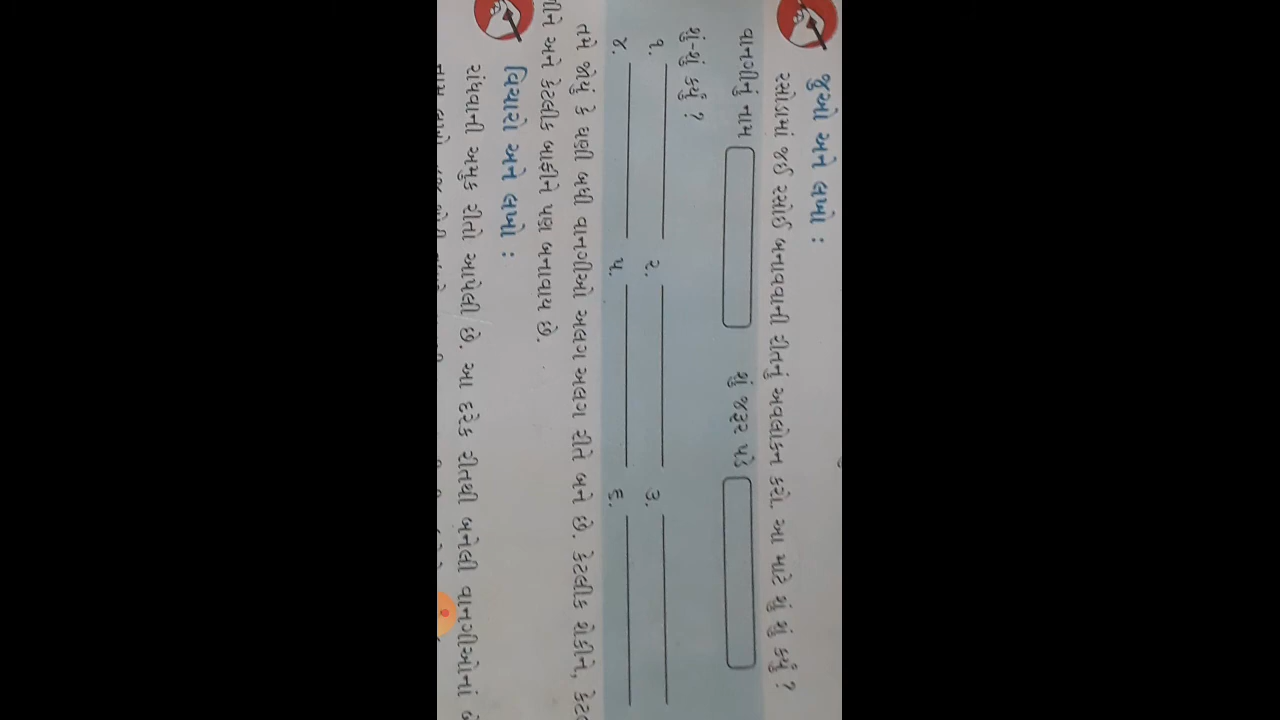 જુઓ અને લખો :
રસોડામાં જઈ રસોઈ બનાવવાની રીતનું અવલોકન કરો. આ માટે શું શું કર્યું ?
વાનગીનું નામ શું જરૂર પડે
શું-શું કર્યું ?
૧. ૨. ૩.
૪. ૫. ૬.
તમે જોયું કે ઘણી બધી વાનગીઓ અલગ અલગ રીતે બને છે. કેટલીક શેકીને,
અને કેટલીક બાફીને પણ બનાવાય છે.
વિચારો અને લખો :
રાંધવાની અમુક રીતો આપેલી છે. આ દરેક રીતથી બનેલી વાનગીઓનાં